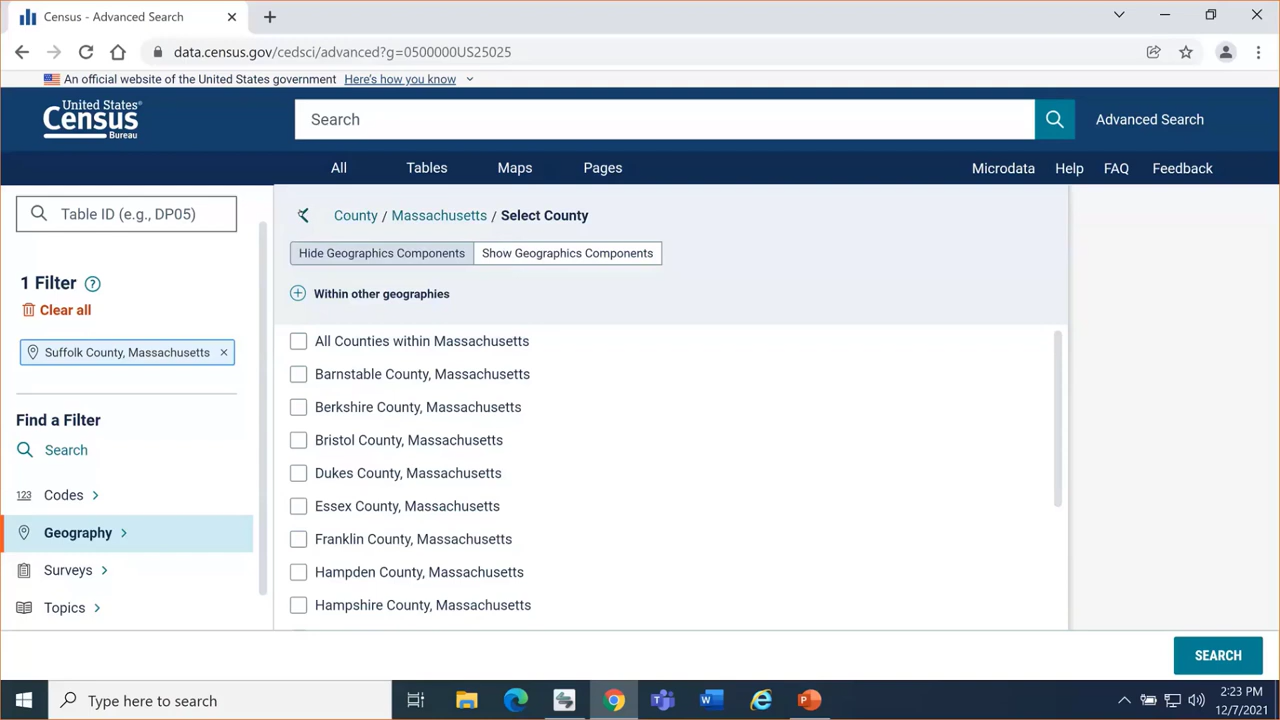 Census - Advanced Search
data.census.gov/cedsci/advanced?g=0500000US25025
An official website of the United States government Here's how you know
United States®
Census
Bureau
Search
Advanced Search
All Tables Maps Pages Microdata Help FAQ Feedback
Table ID (e.g., DP05)
1 Filter ?
Clear all
Suffolk County, Massachusetts ×
Find a Filter
Search
123 Codes
Geography
Surveys
Topics
County / Massachusetts / Select County
Hide Geographics Components Show Geographics Components
Within other geographies
All Counties within Massachusetts
Barnstable County, Massachusetts
Berkshire County, Massachusetts
Bristol County, Massachusetts
Dukes County, Massachusetts
Essex County, Massachusetts
Franklin County, Massachusetts
Hampden County, Massachusetts
Hampshire County, Massachusetts
SEARCH
Type here to search
2:23 PM
12/7/2021